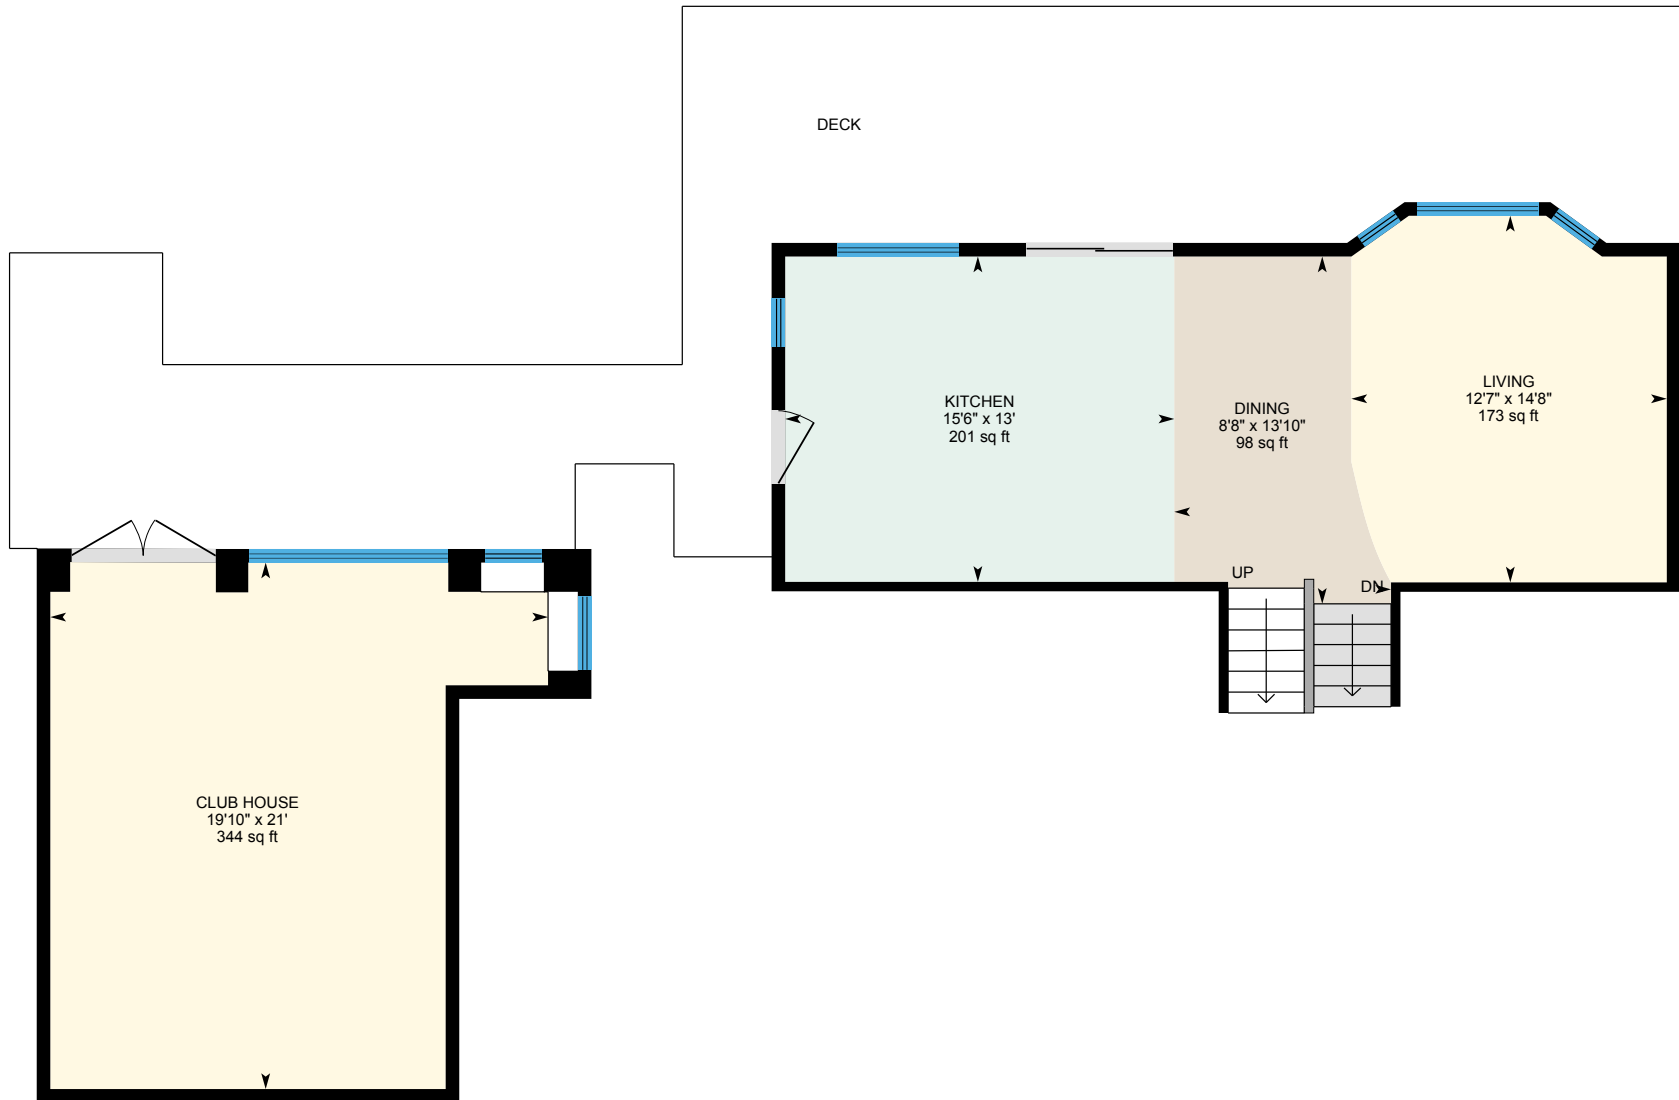 DECK
KITCHEN
15'6" x 13'
201 sq ft
DINING
8'8" x 13'10"
98 sq ft
LIVING
12'7" x 14'8"
173 sq ft
UP
DN
CLUB HOUSE
19'10" x 21'
344 sq ft